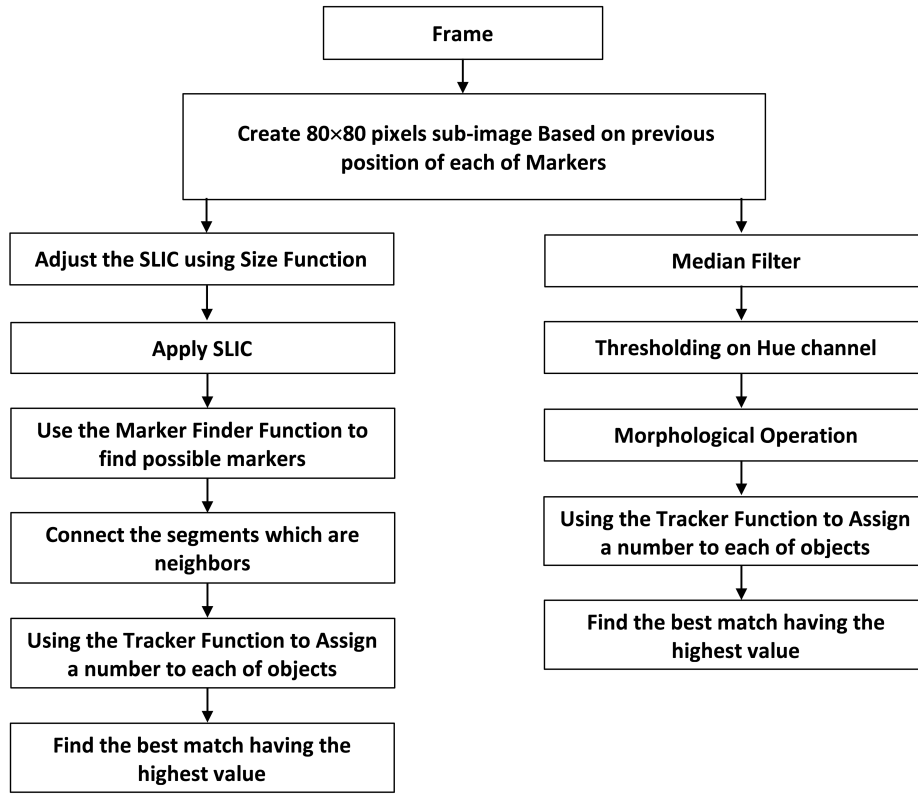 Frame
Create 80×80 pixels sub-image Based on previous
position of each of Markers
Adjust the SLIC using Size Function
Apply SLIC
Use the Marker Finder Function to
find possible markers
Connect the segments which are
neighbors
Using the Tracker Function to Assign
a number to each of objects
Find the best match having the
highest value
Median Filter
Thresholding on Hue channel
Morphological Operation
Using the Tracker Function to Assign
a number to each of objects
Find the best match having the
highest value